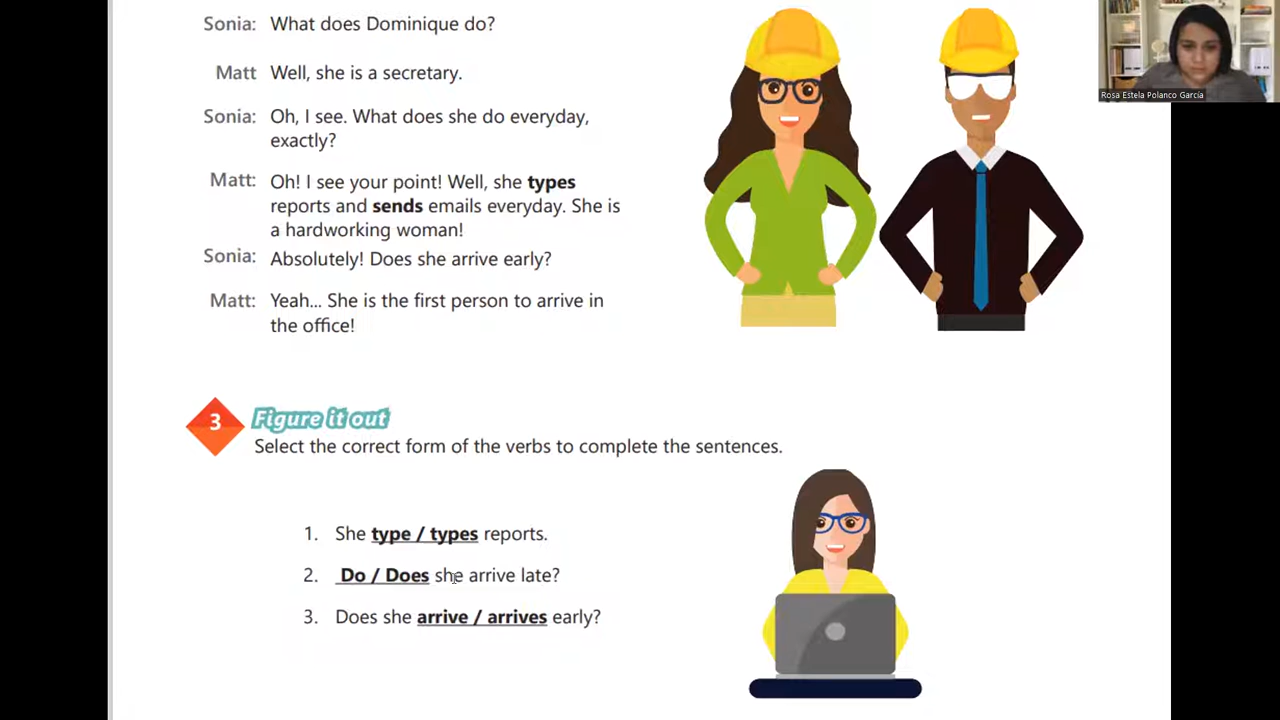 Sonia: What does Dominique do?
Matt Well, she is a secretary.
Sonia: Oh, I see. What does she do everyday,
exactly?
Matt: Oh! I see your point! Well, she types
reports and sends emails everyday. She is
a hardworking woman!
Sonia: Absolutely! Does she arrive early?
Matt: Yeah... She is the first person to arrive in
the office!
Rosa Estela Polanco García
3 Figure it out
Select the correct form of the verbs to complete the sentences.
1. She type / types reports.
2. Do / Does she arrive late?
3. Does she arrive / arrives early?